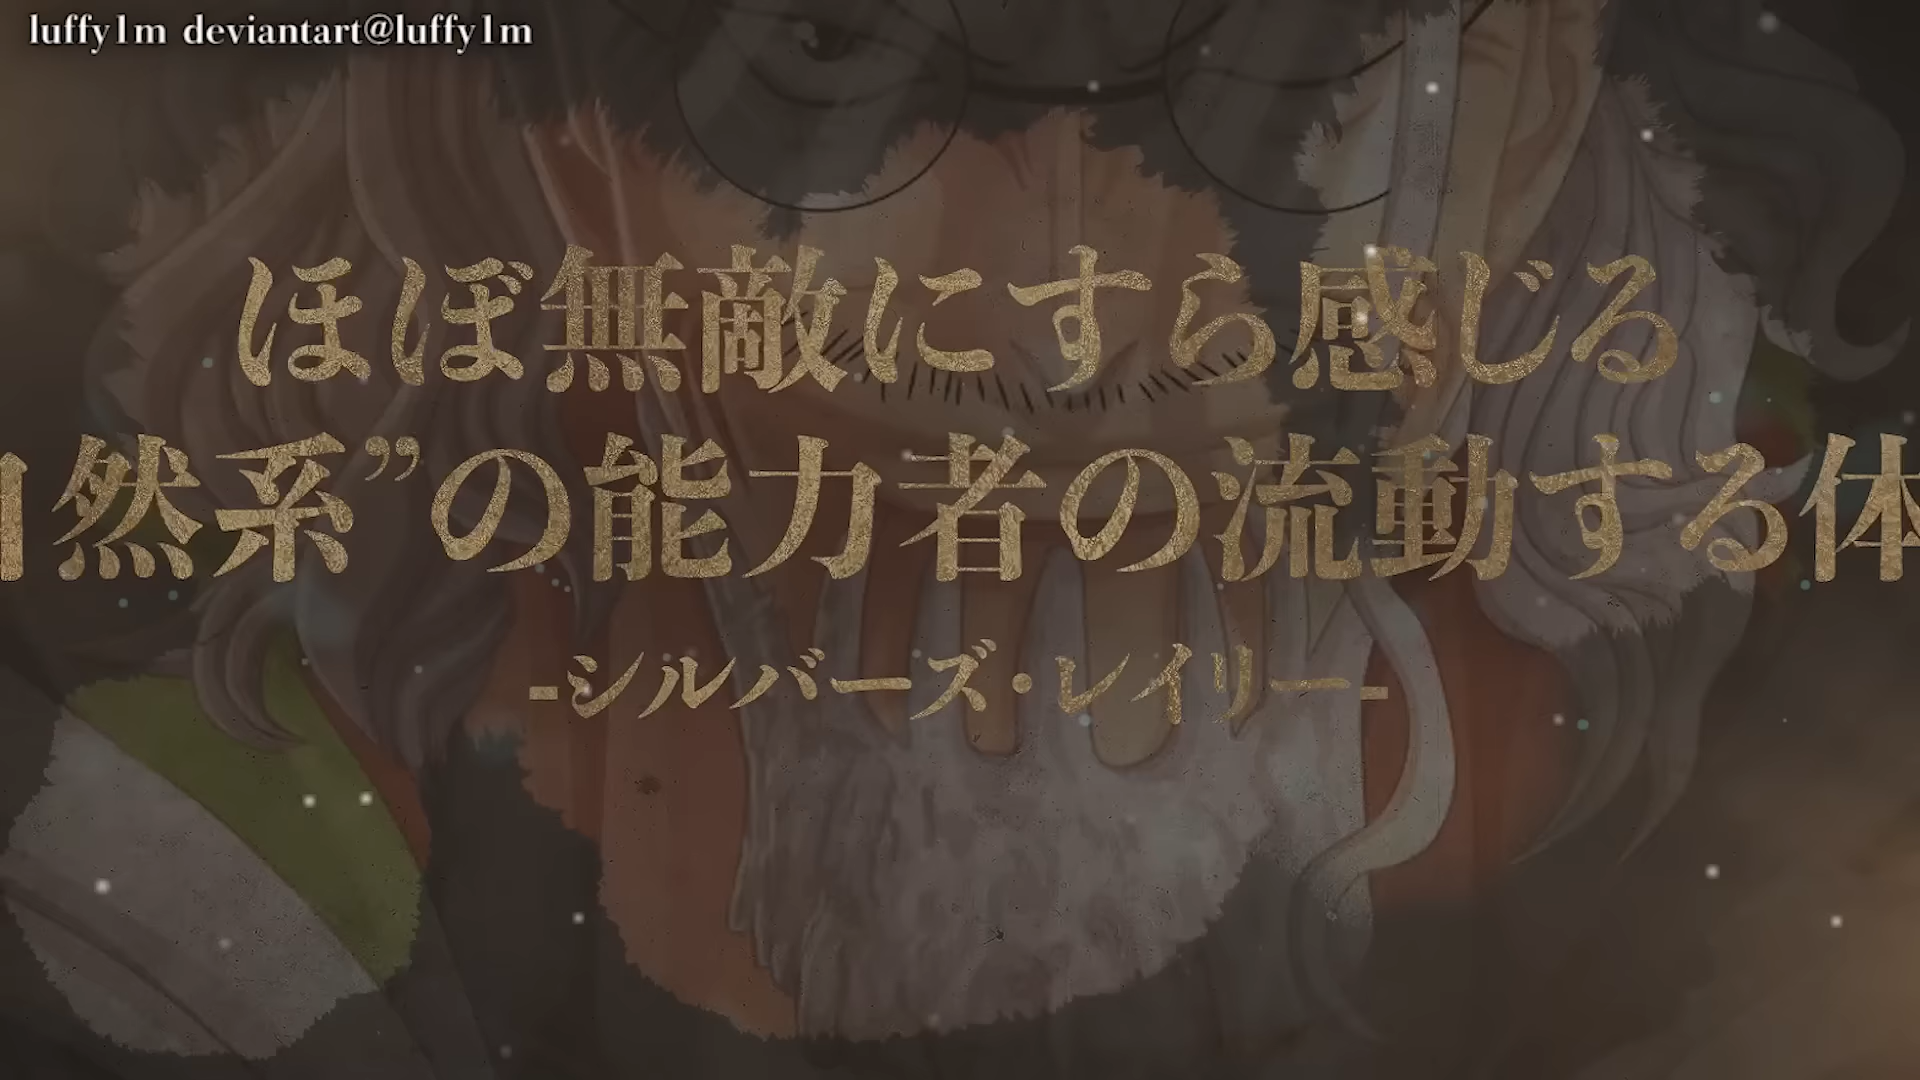 luffy1m deviantart@luffy1m
ほぼ無敵にすら感じる
然系”の能力者の流動する体
-シルバーズ・レイリー-